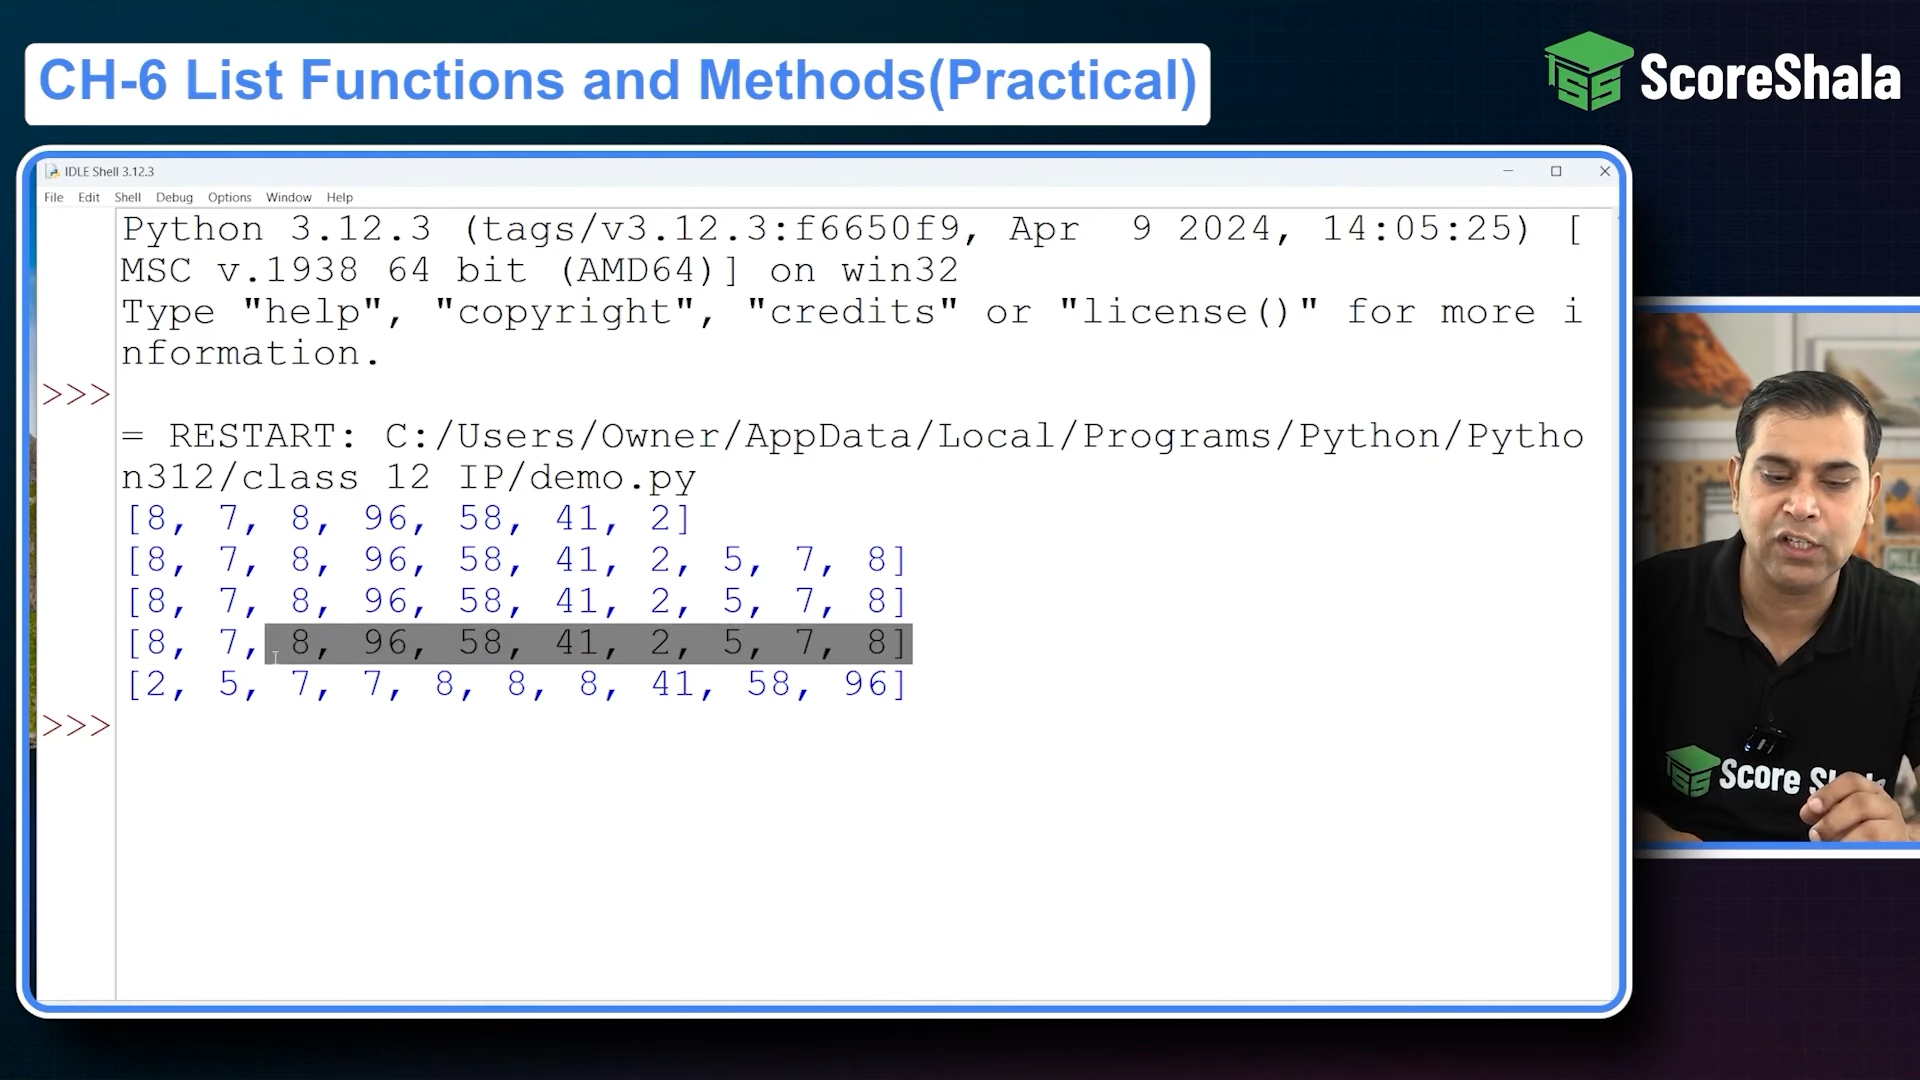 CH-6 List Functions and Methods(Practical)
ScoreShala
IDLE Shell 3.12.3
File Edit Shell Debug Options Window Help
Python 3.12.3 (tags/v3.12.3:f6650f9, Apr  9 2024, 14:05:25) [
MSC v.1938 64 bit (AMD64)] on win32
Type "help", "copyright", "credits" or "license()" for more i
nformation.
>>>
= RESTART: C:/Users/Owner/AppData/Local/Programs/Python/Pytho
n312/class 12 IP/demo.py
[8, 7, 8, 96, 58, 41, 2]
[8, 7, 8, 96, 58, 41, 2, 5, 7, 8]
[8, 7, 8, 96, 58, 41, 2, 5, 7, 8]
[8, 7, 8, 96, 58, 41, 2, 5, 7, 8]
[2, 5, 7, 7, 8, 8, 8, 41, 58, 96]
>>>
Score